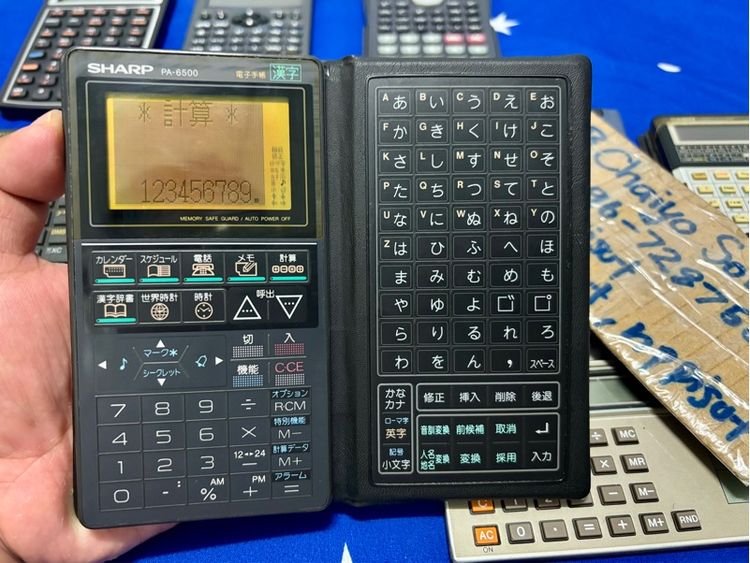 SHARP PA-6500 電子手帳 漢字
* 計算 *
123456789.
MEMORY SAFE GUARD / AUTO POWER OFF
カレンダー スケジュール 電話 メモ 計算
漢字辞書 世界時計 時計 呼出
マーク* 切 入
シークレット 機能 C·CE
オプション
7 8 9 ÷ RCM
特別機能
4 5 6 × M−
計算データ
1 2 3 12↔24 − M+
AM PM アラーム
0 · %  + =
A あ B い C う D え E お
F か G き H く I け J こ
K さ L し M す N せ O そ
P た Q ち R つ S て T と
U な V に W ぬ X ね Y の
Z は ひ ふ へ ほ
ま み む め も
や ゆ よ ゛ ゜
ら り る れ ろ
わ を ん , スペース
かな
カナ 修正 挿入 削除 後退
ローマ字
英字 音訓変換 前候補 取消 ↵
記号
小文字 人名地名変換 変換 採用 入力
Chaiyo
MC
MR
M−
C
AC 0 · + M+ RND
ON